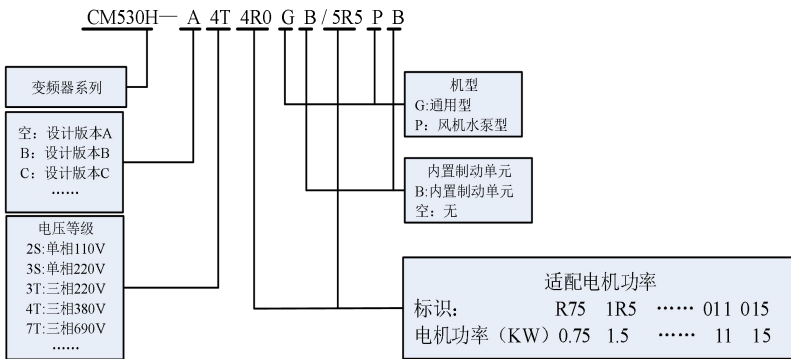 CM530H—A 4T 4R0 G B/5R5 P B
变频器系列
空：设计版本A
B：设计版本B
C：设计版本C
……
电压等级
2S:单相110V
3S:单相220V
3T:三相220V
4T:三相380V
7T:三相690V
……
机型
G:通用型
P：风机水泵型
内置制动单元
B:内置制动单元
空：无
适配电机功率
标识： R75 1R5 …… 011 015
电机功率（KW）0.75 1.5 …… 11 15